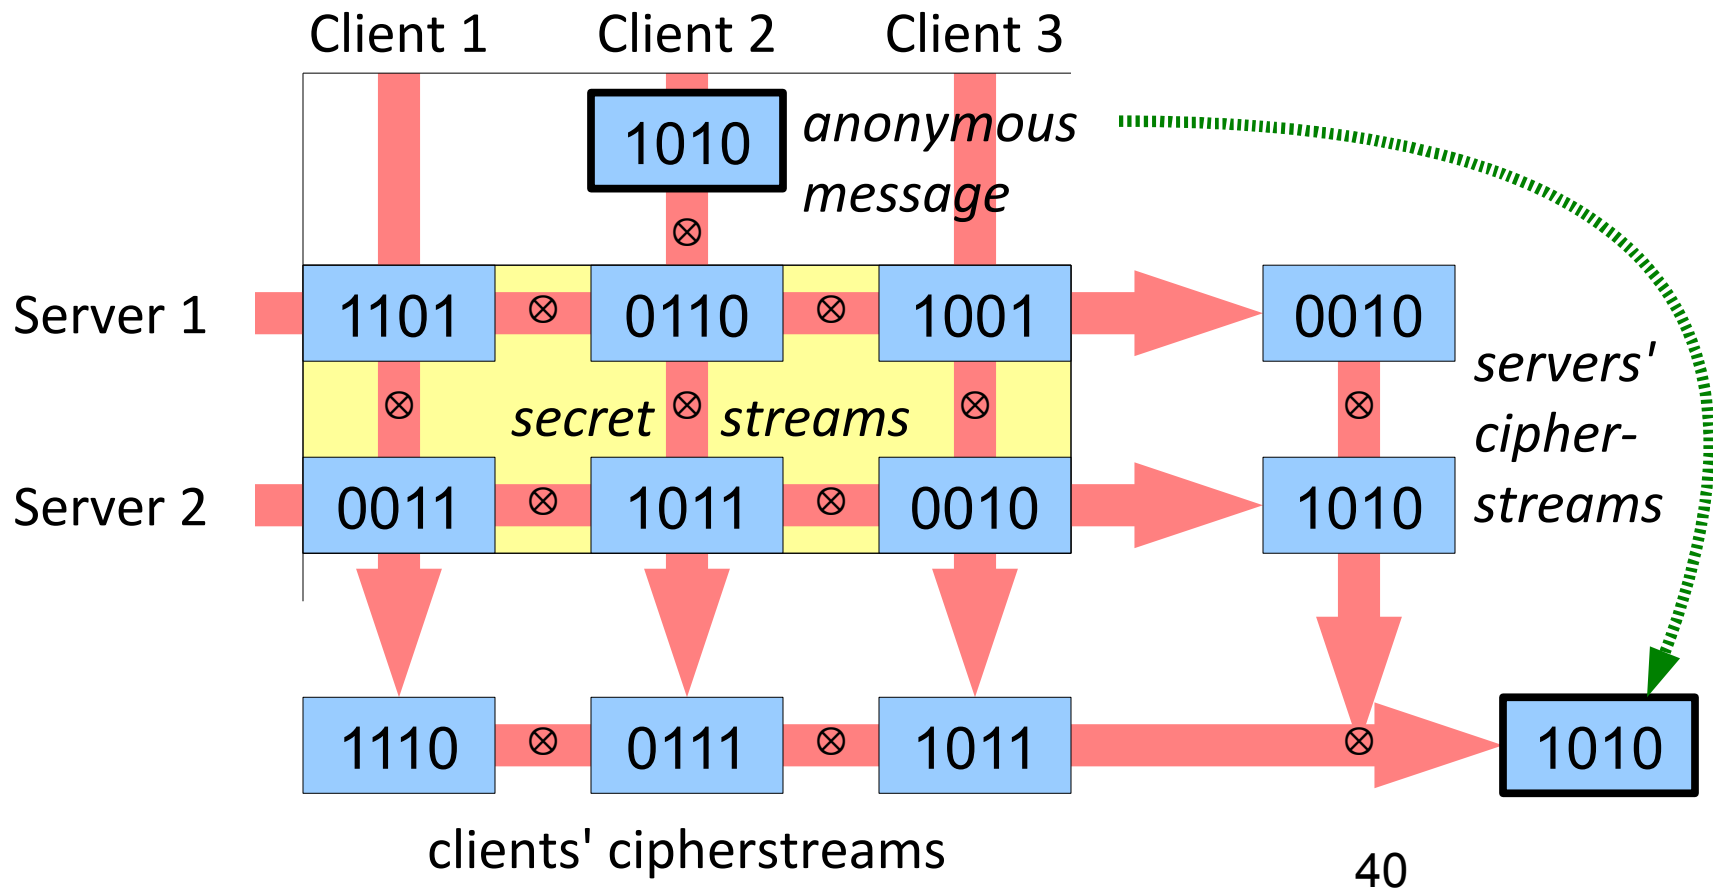 Client 1 Client 2 Client 3
1010 anonymous
message
⊗
Server 1 1101 ⊗ 0110 ⊗ 1001 0010
servers'
⊗ secret ⊗ streams ⊗ ⊗
cipher-
Server 2 0011 ⊗ 1011 ⊗ 0010 1010
streams
1110 ⊗ 0111 ⊗ 1011 ⊗ 1010
clients' cipherstreams
40